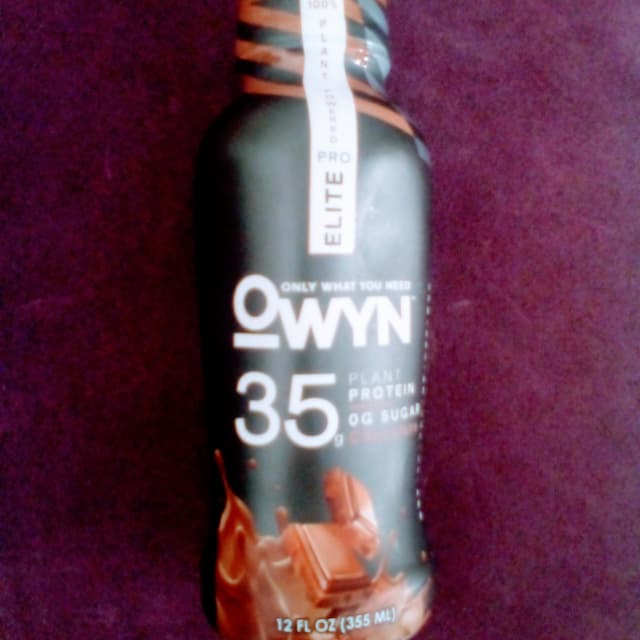 100% PLANT-POWERED
PRO
ELITE
ONLY WHAT YOU NEED
OWYN
35g
PLANT
PROTEIN
0G SUGAR
12 FL OZ (355 ML)